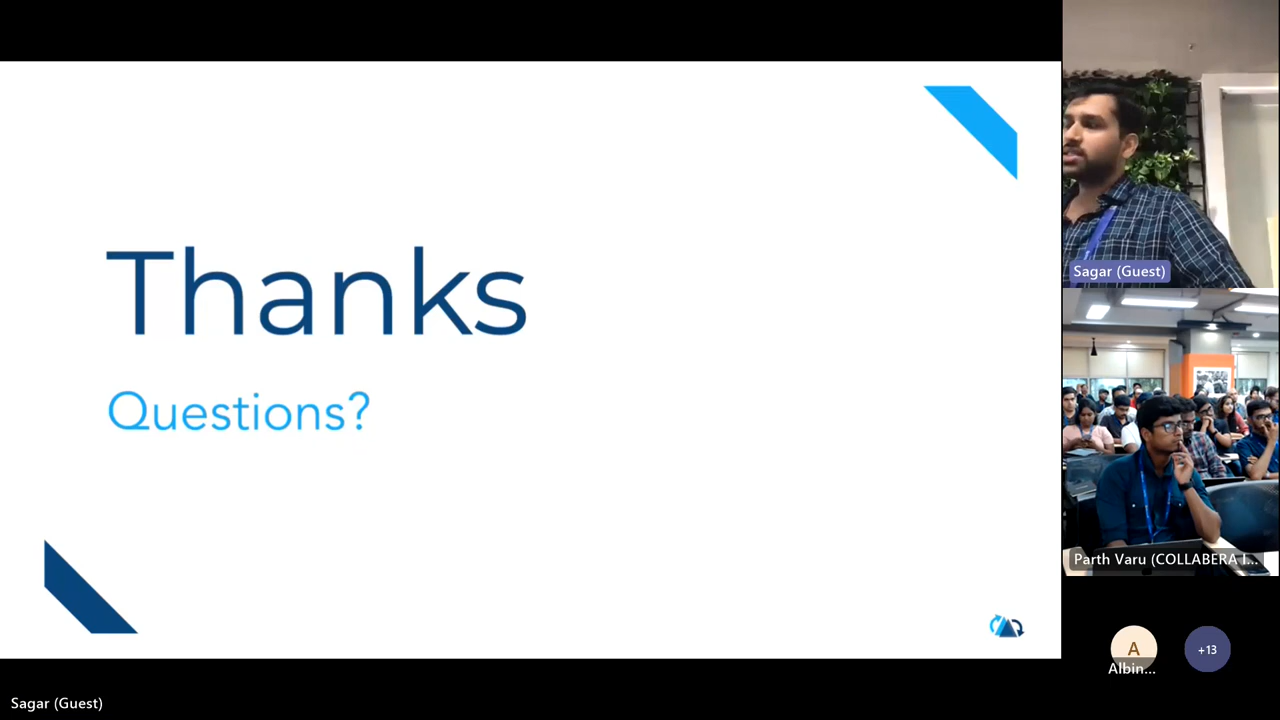 Thanks
Questions?
Sagar (Guest)
Parth Varu (COLLABERA I...
A
Albin...
+13
Sagar (Guest)